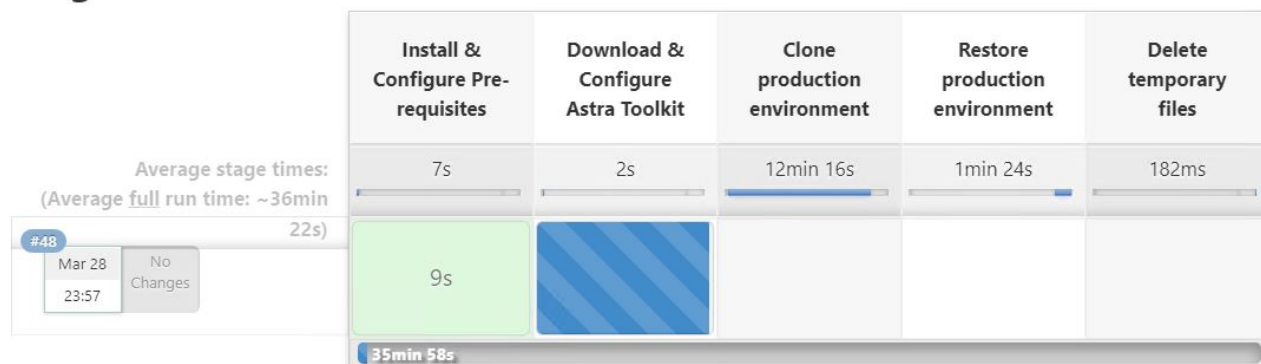 Install &
Configure Pre-
requisites
Download &
Configure
Astra Toolkit
Clone
production
environment
Restore
production
environment
Delete
temporary
files
Average stage times:
(Average full run time: ~36min
22s)
7s
2s
12min 16s
1min 24s
182ms
#48
Mar 28
23:57
No
Changes
9s
35min 58s